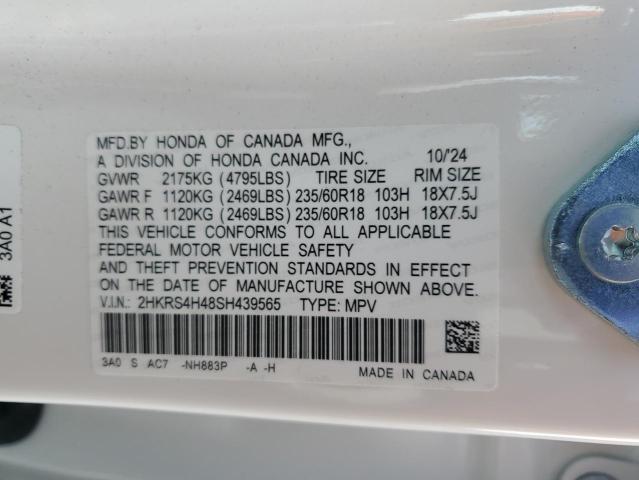 MFD.BY HONDA OF CANADA MFG.,
A DIVISION OF HONDA CANADA INC. 10/'24
GVWR 2175KG (4795LBS) TIRE SIZE RIM SIZE
GAWR F 1120KG (2469LBS) 235/60R18 103H 18X7.5J
GAWR R 1120KG (2469LBS) 235/60R18 103H 18X7.5J
THIS VEHICLE CONFORMS TO ALL APPLICABLE
FEDERAL MOTOR VEHICLE SAFETY
AND THEFT PREVENTION STANDARDS IN EFFECT
ON THE DATE OF MANUFACTURE SHOWN ABOVE.
V.I.N.: 2HKRS4H48SH439565 TYPE: MPV
3A0 S AC7 -NH883P -A -H
MADE IN CANADA
3A0 A1